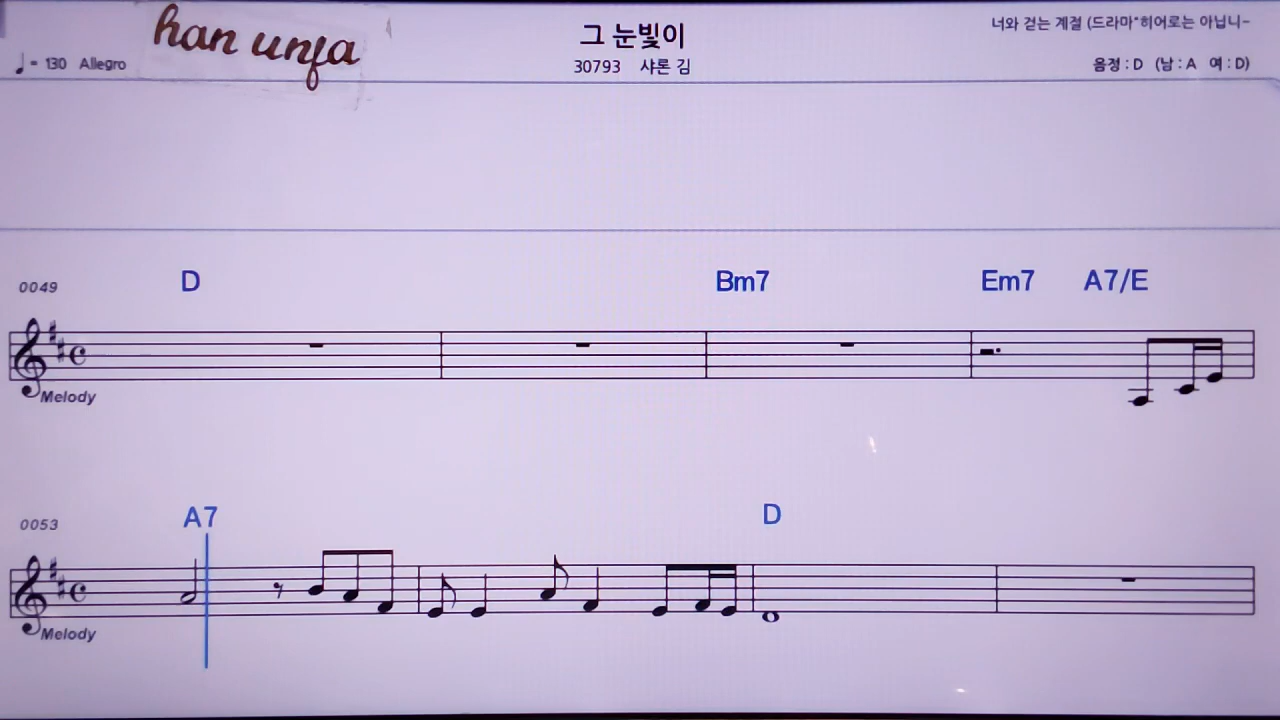 han unfa
그 눈빛이
너와 걷는 계절 (드라마"히어로는 아닙니-
♩= 130 Allegro
30793 샤론 김
음정 : D (남 : A 여 : D)
D Bm7 Em7 A7/E
0049
Melody
A7 D
0053
Melody